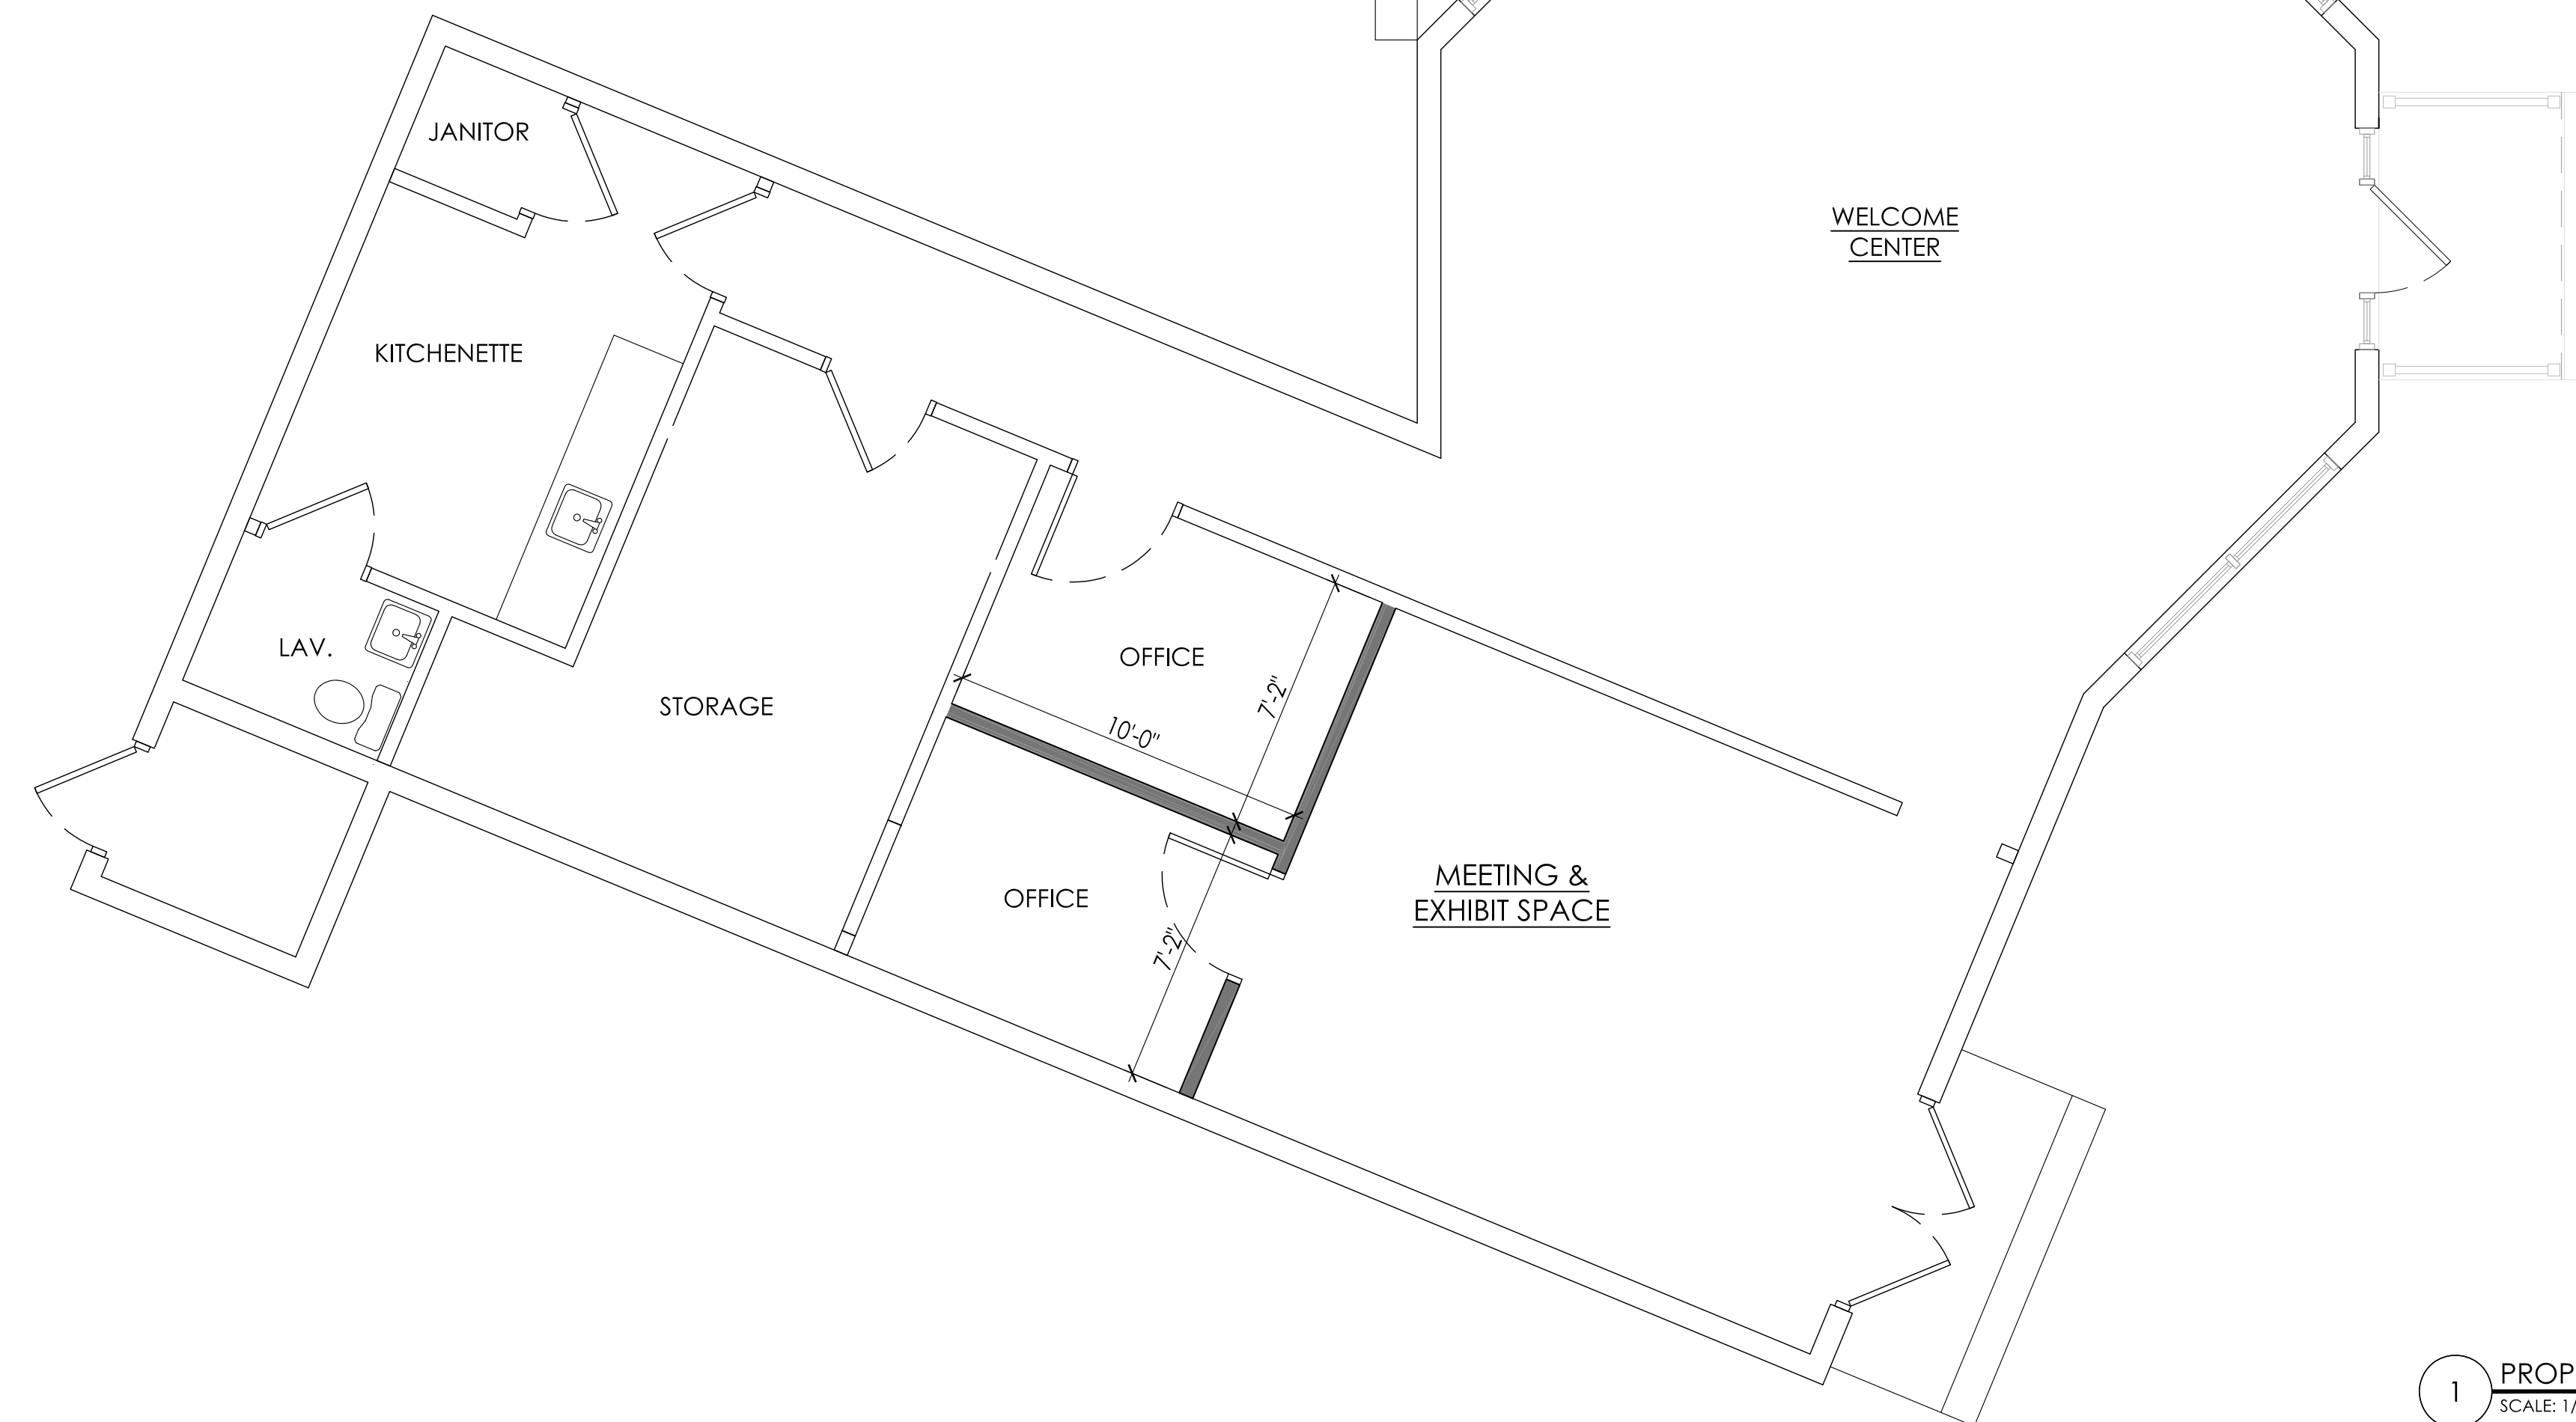 JANITOR
WELCOME
CENTER
KITCHENETTE
LAV.
STORAGE
OFFICE
7'-2"
10'-0"
OFFICE
7'-2"
MEETING &
EXHIBIT SPACE
1
PROP
SCALE: 1/